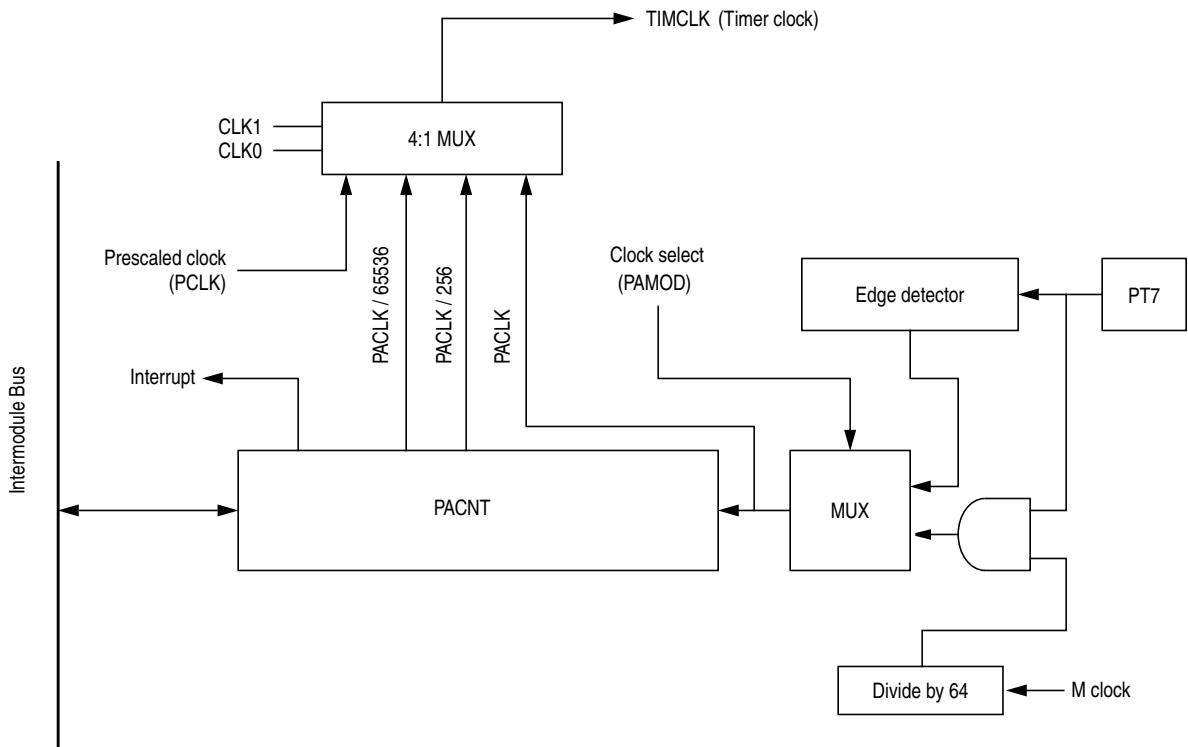 TIMCLK (Timer clock)
CLK1
CLK0
4:1 MUX
Prescaled clock
(PCLK)
PACLK / 65536
PACLK / 256
PACLK
Clock select
(PAMOD)
Edge detector
PT7
Interrupt
Intermodule Bus
PACNT
MUX
Divide by 64
M clock